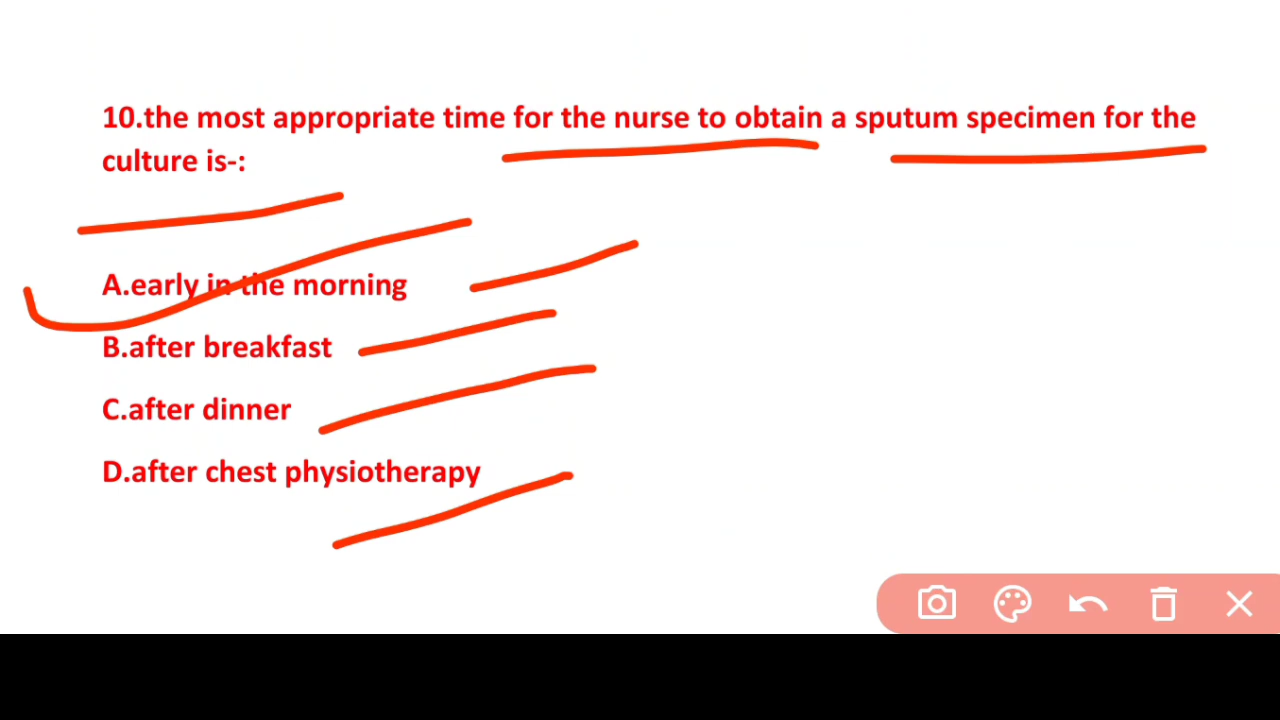 10.the most appropriate time for the nurse to obtain a sputum specimen for the
culture is-:
A.early in the morning
B.after breakfast
C.after dinner
D.after chest physiotherapy